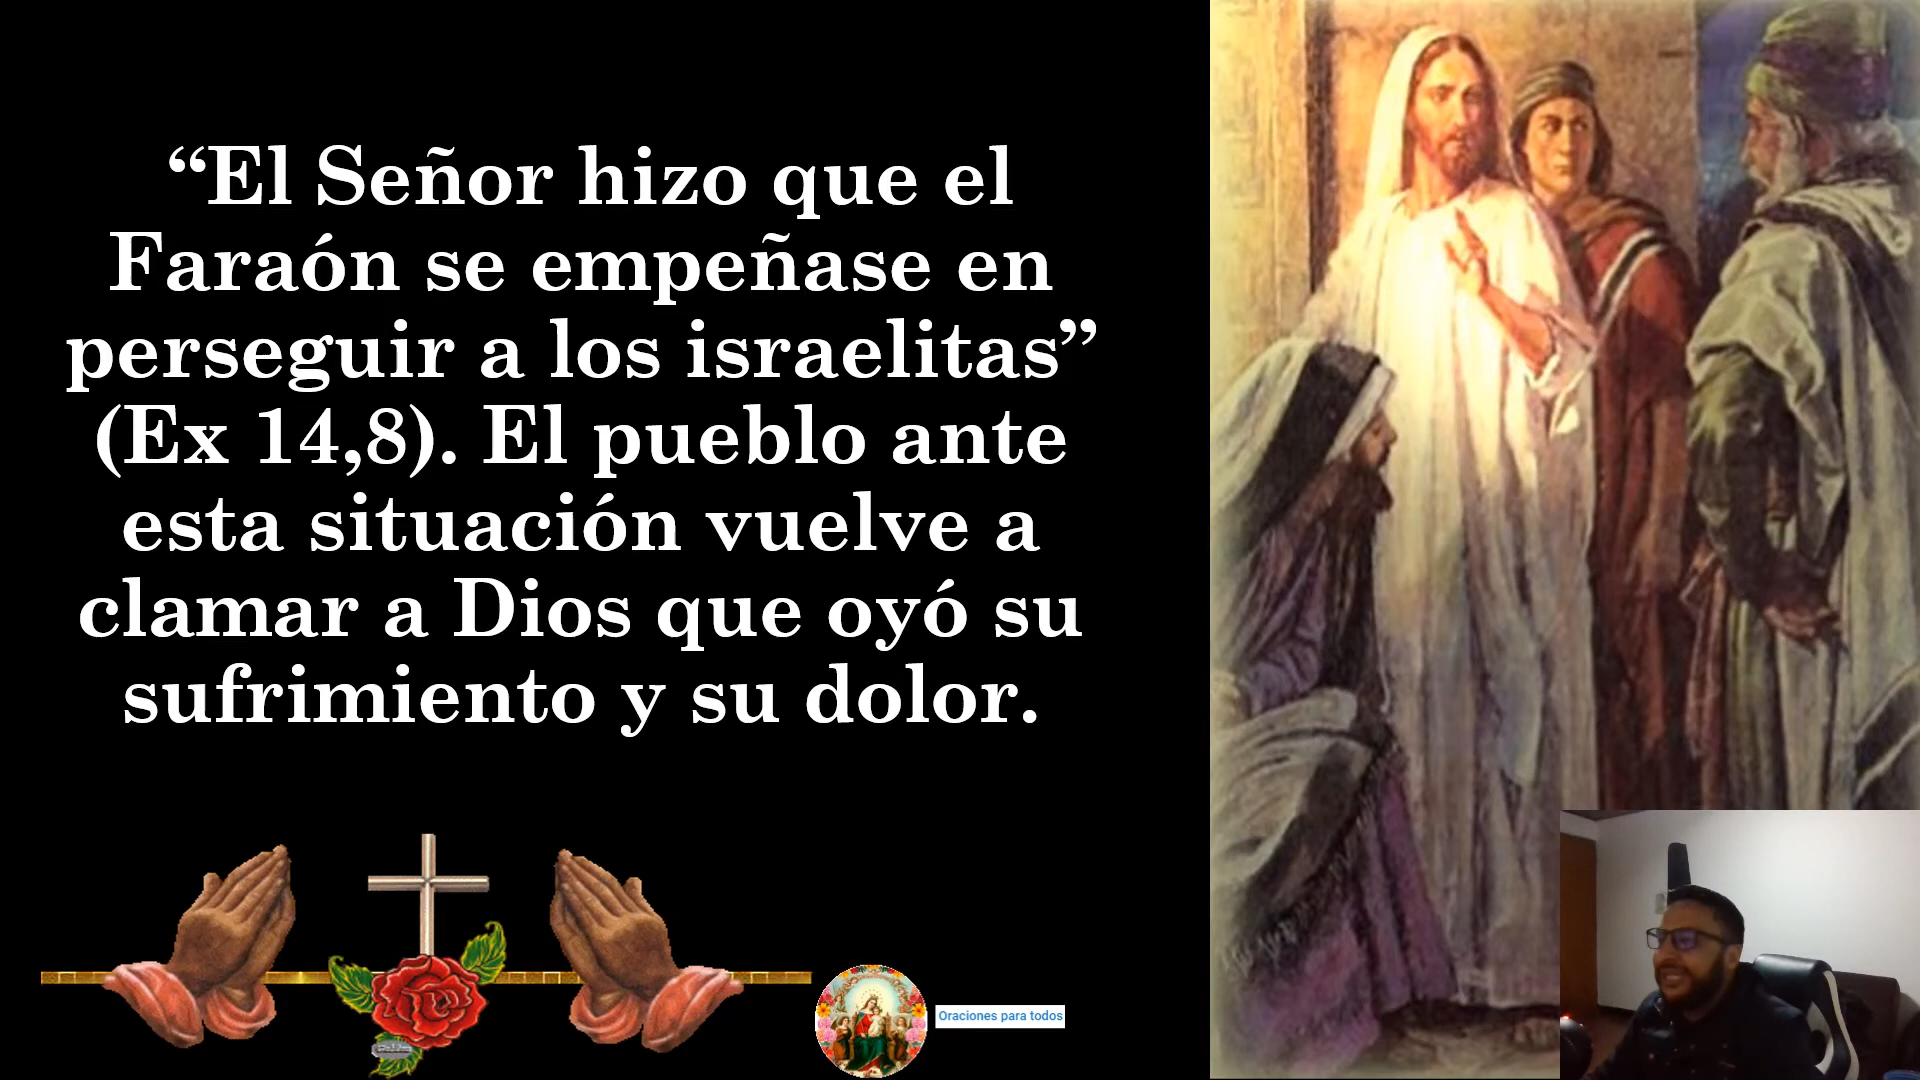 “El Señor hizo que el
Faraón se empeñase en
perseguir a los israelitas”
(Ex 14,8). El pueblo ante
esta situación vuelve a
clamar a Dios que oyó su
sufrimiento y su dolor.
Oraciones para todos